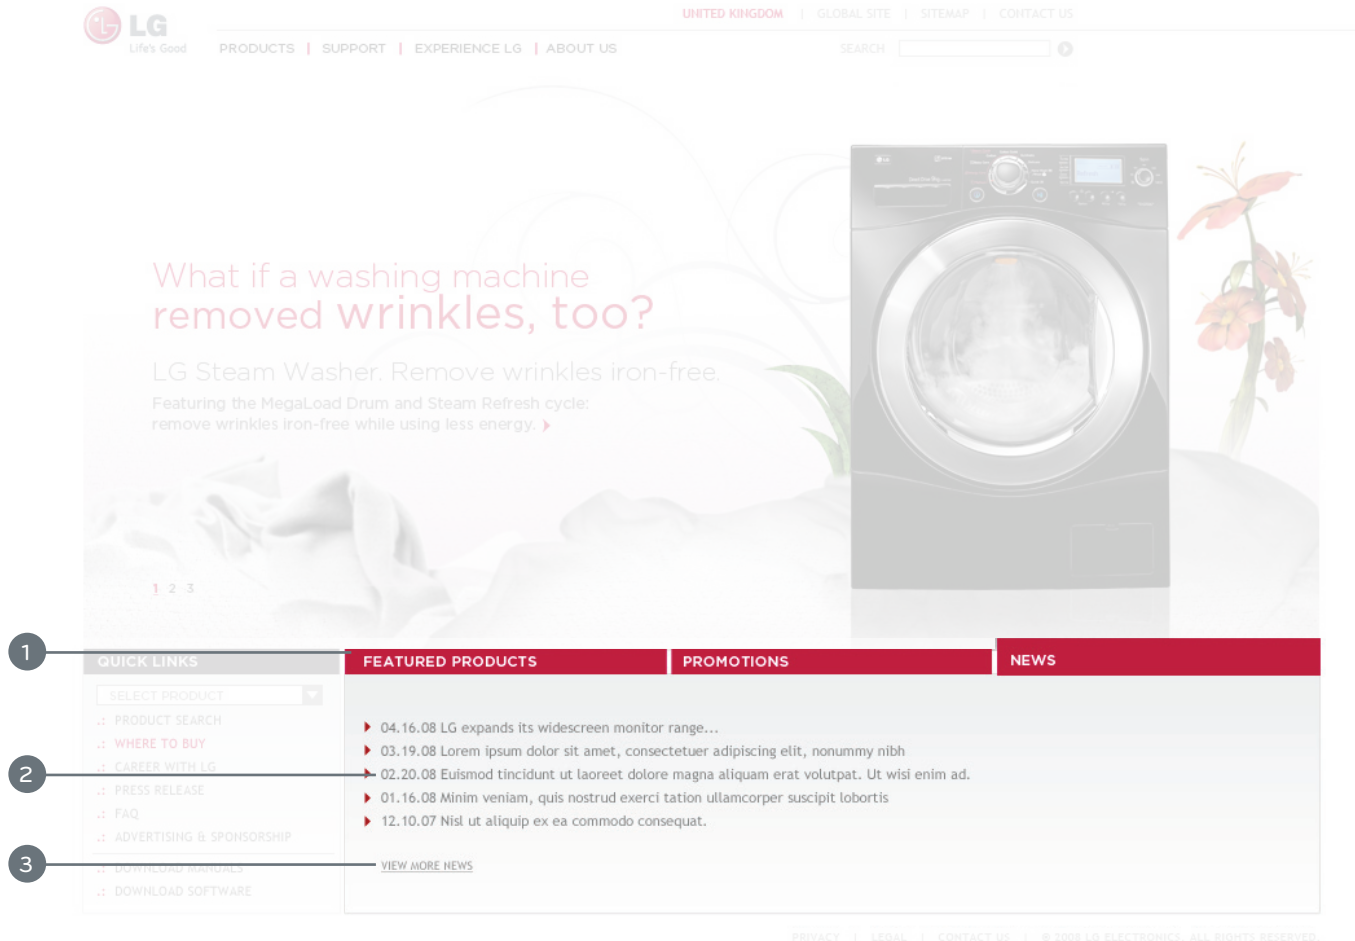 LG
Life's Good
UNITED KINGDOM | GLOBAL SITE | SITEMAP | CONTACT US
PRODUCTS | SUPPORT | EXPERIENCE LG | ABOUT US
SEARCH
What if a washing machine
removed wrinkles, too?
LG Steam Washer. Remove wrinkles iron-free.
Featuring the MegaLoad Drum and Steam Refresh cycle:
remove wrinkles iron-free while using less energy.
1 2 3
1
QUICK LINKS
SELECT PRODUCT
.: PRODUCT SEARCH
.: WHERE TO BUY
.: CAREER WITH LG
.: PRESS RELEASE
.: FAQ
.: ADVERTISING & SPONSORSHIP
.: DOWNLOAD MANUALS
.: DOWNLOAD SOFTWARE
FEATURED PRODUCTS
PROMOTIONS
NEWS
04.16.08 LG expands its widescreen monitor range...
03.19.08 Lorem ipsum dolor sit amet, consectetuer adipiscing elit, nonummy nibh
2
02.20.08 Euismod tincidunt ut laoreet dolore magna aliquam erat volutpat. Ut wisi enim ad.
01.16.08 Minim veniam, quis nostrud exerci tation ullamcorper suscipit lobortis
12.10.07 Nisl ut aliquip ex ea commodo consequat.
3
VIEW MORE NEWS
PRIVACY | LEGAL | CONTACT US | © 2008 LG ELECTRONICS. ALL RIGHTS RESERVED.